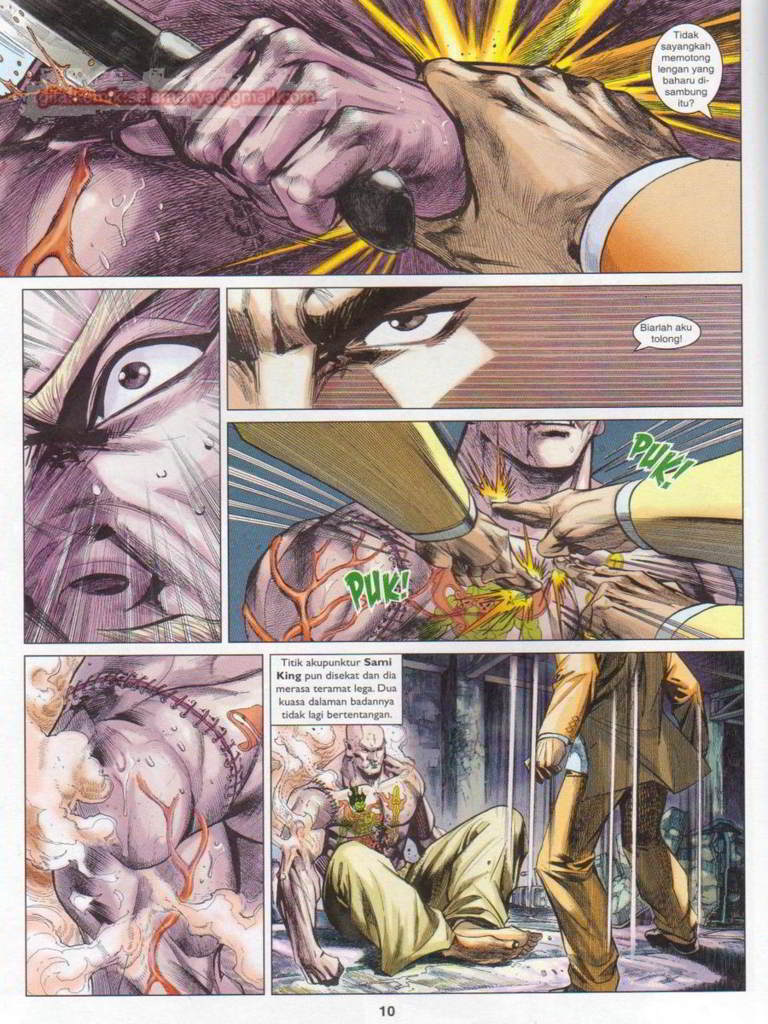 Tidak
sayangkah
memotong
lengan yang
baharu di-
sambung
itu?
Biarlah aku
tolong!
PUK!
PUK!
Titik akupunktur Sami
King pun disekat dan dia
merasa teramat lega. Dua
kuasa dalaman badannya
tidak lagi bertentangan.
10